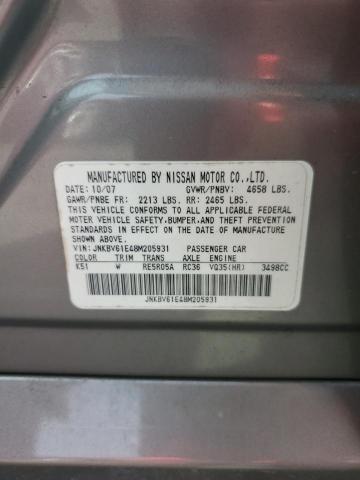 MANUFACTURED BY NISSAN MOTOR CO.,LTD.
DATE: 10/07 GVWR/PNBV: 4658 LBS.
GAWR/PNBE FR: 2213 LBS. RR: 2465 LBS.
THIS VEHICLE CONFORMS TO ALL APPLICABLE FEDERAL
MOTOR VEHICLE SAFETY,BUMPER,AND THEFT PREVENTION
STANDARDS IN EFFECT ON THE DATE OF MANUFACTURE
SHOWN ABOVE.
VIN: JNKBV61E48M205931 PASSENGER CAR
COLOR TRIM TRANS AXLE ENGINE
K51 W RE5R05A RC36 VQ35(HR) 3498CC
JNKBV61E48M205931